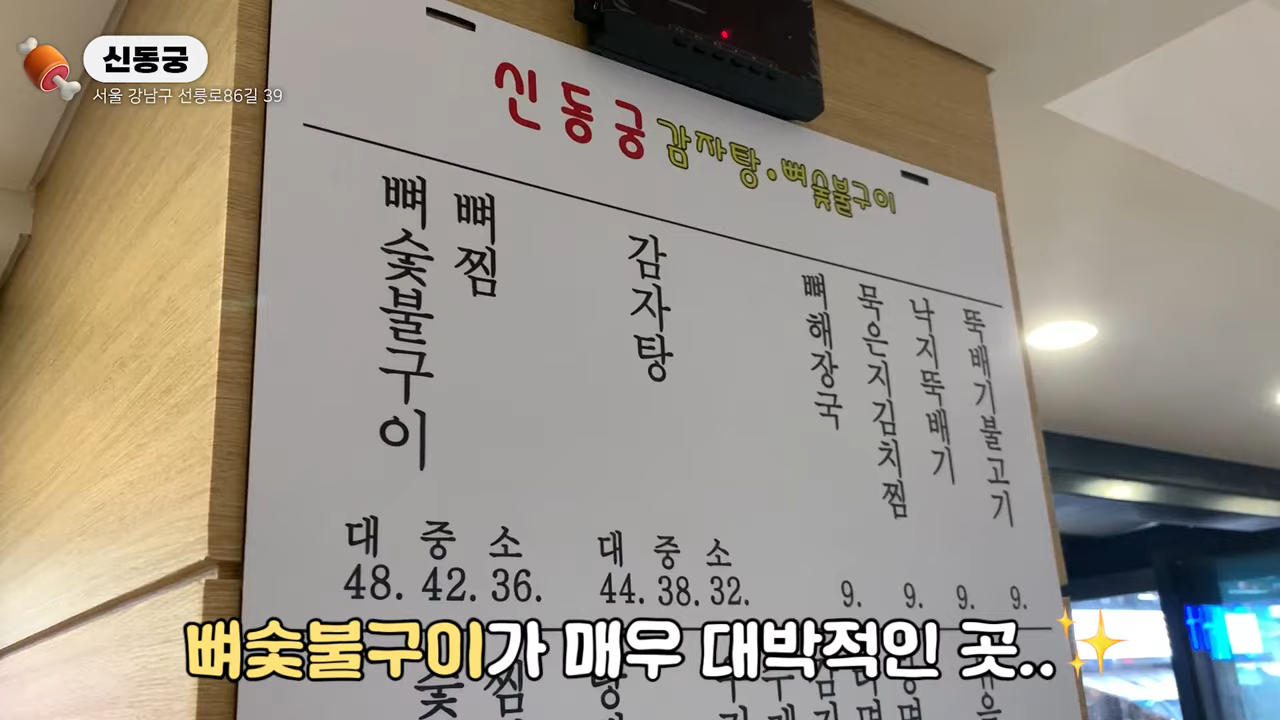 신동궁
서울 강남구 선릉로86길 39
신동궁 감자탕·뼈숯불구이
뼈숯불구이
뼈찜
감자탕
뼈해장국
묵은지김치찜
낙지뚝배기
뚝배기불고기
대 중 소
48. 42. 36.
대 중 소
44. 38. 32.
9. 9. 9. 9.
뼈숯불구이가 매우 대박적인 곳..